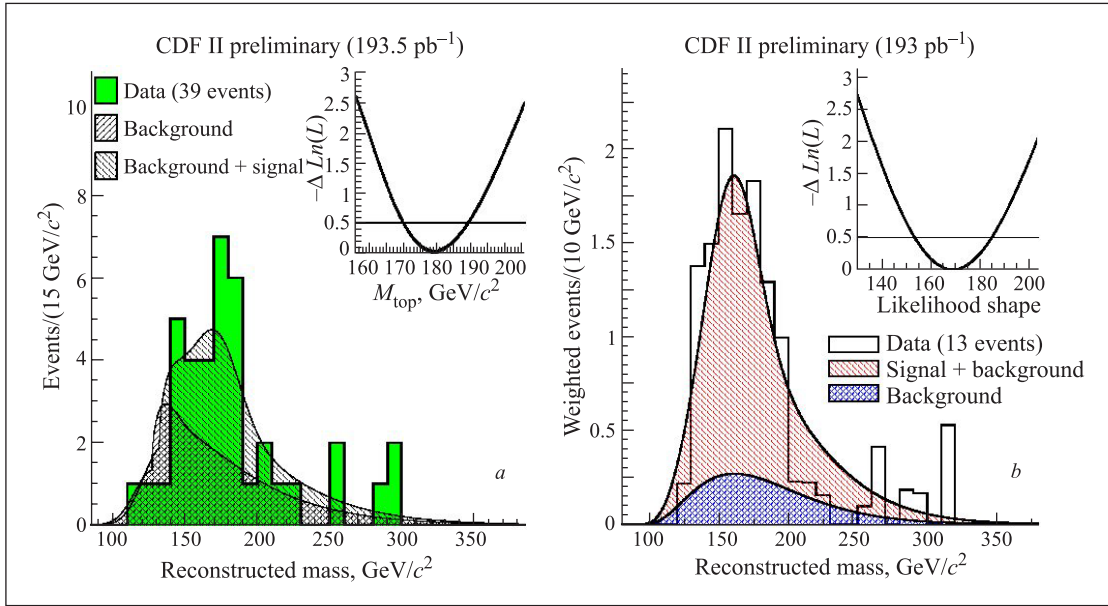 CDF II preliminary (193.5 pb⁻¹)
Data (39 events)
Background
Background + signal
Events/(15 GeV/c²)
10
8
6
4
2
0
100 150 200 250 300 350
Reconstructed mass, GeV/c²
−Δ Ln(L)
3
2.5
2
1.5
1
0.5
0
160 170 180 190 200
M_top, GeV/c²
a
CDF II preliminary (193 pb⁻¹)
Weighted events/(10 GeV/c²)
2
1.5
1
0.5
0
100 150 200 250 300 350
Reconstructed mass, GeV/c²
−Δ Ln(L)
3
2.5
2
1.5
1
0.5
0
140 160 180 200
Likelihood shape
Data (13 events)
Signal + background
Background
b